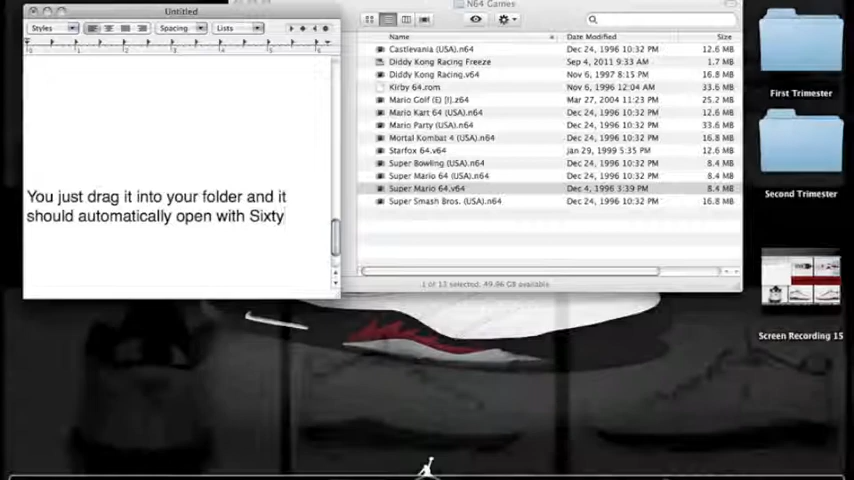 Untitled
N64 Games
Styles
Spacing
Lists
Name
Date Modified
Size
Castlevania (USA).n64 Dec 24, 1996 10:32 PM 12.6 MB
Diddy Kong Racing Freeze Sep 4, 2011 9:33 AM 1.7 MB
Diddy Kong Racing.v64 Nov 6, 1997 8:15 PM 16.8 MB
Kirby 64.rom Nov 6, 1996 12:04 AM 33.6 MB
Mario Golf (E) [!].z64 Mar 27, 2004 11:23 PM 25.2 MB
Mario Kart 64 (USA).n64 Dec 24, 1996 10:32 PM 12.6 MB
Mario Party (USA).n64 Dec 24, 1996 10:32 PM 33.6 MB
Mortal Kombat 4 (USA).n64 Dec 24, 1996 10:32 PM 16.8 MB
Starfox 64.v64 Jan 29, 1999 5:35 PM 12.6 MB
Super Bowling (USA).n64 Dec 24, 1996 10:32 PM 8.4 MB
Super Mario 64 (USA).n64 Dec 24, 1996 10:32 PM 8.4 MB
Super Mario 64.v64 Dec 4, 1996 3:39 PM 8.4 MB
Super Smash Bros. (USA).n64 Dec 24, 1996 10:32 PM 16.8 MB
1 of 13 selected, 49.96 GB available
You just drag it into your folder and it
should automatically open with Sixty
First Trimester
Second Trimester
Screen Recording 15